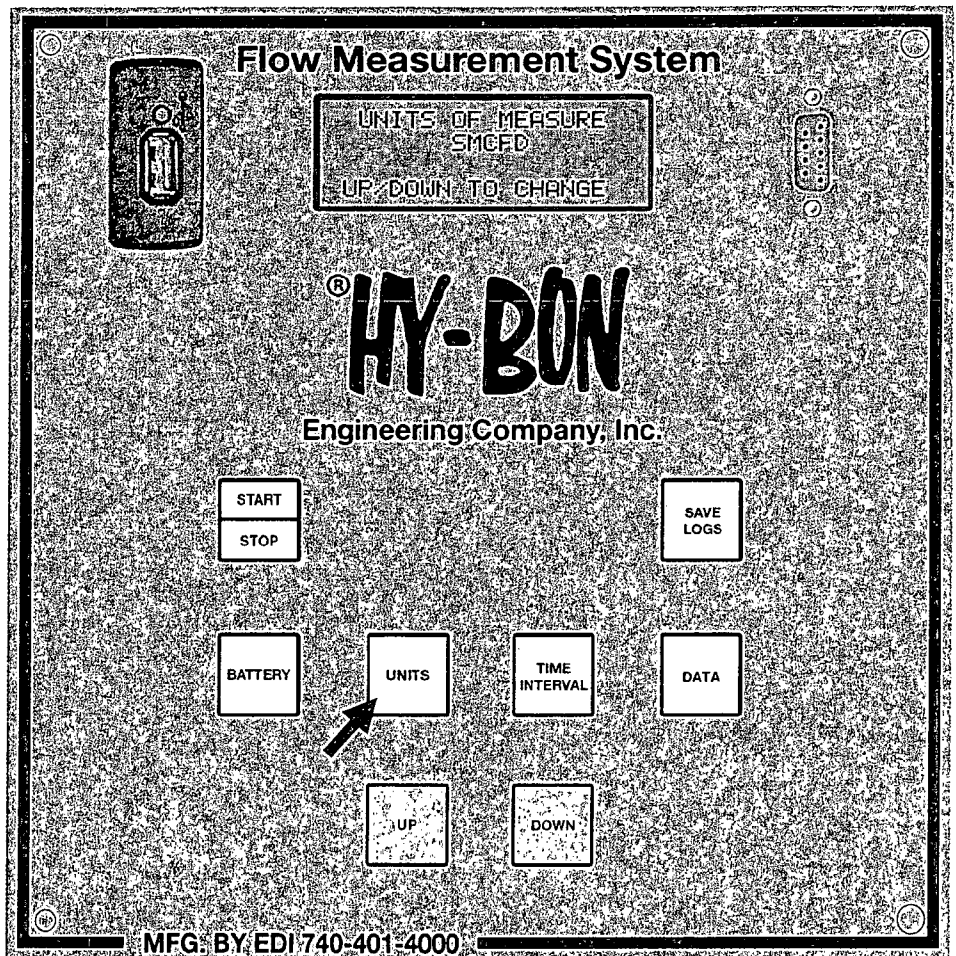 Flow Measurement System
UNITS OF MEASURE
SMCFD
UP/DOWN TO CHANGE
®HY-BON
Engineering Company, Inc.
START
STOP
SAVE
LOGS
BATTERY
UNITS
TIME
INTERVAL
DATA
UP
DOWN
MFG. BY EDI 740-401-4000